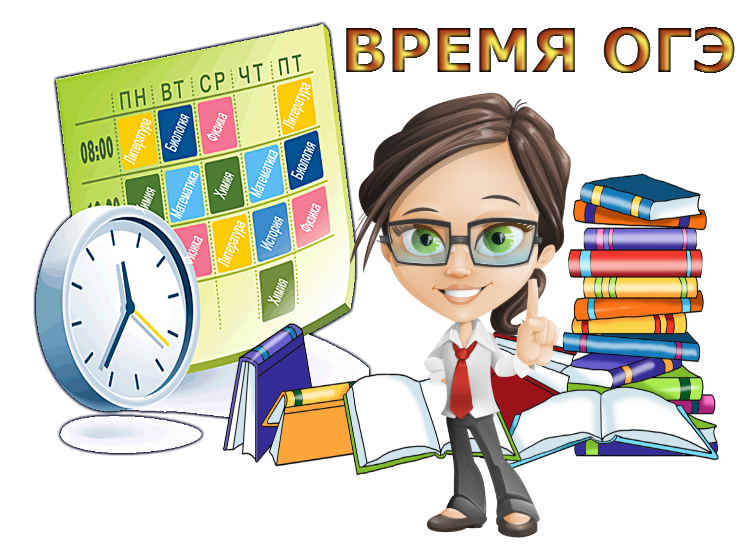 ВРЕМЯ ОГЭ
ПН ВТ СР ЧТ ПТ
08:00 Литература Биология Физика Литература
Химия Математика Химия Математика Биология
Физика Литература История Физика
Химия